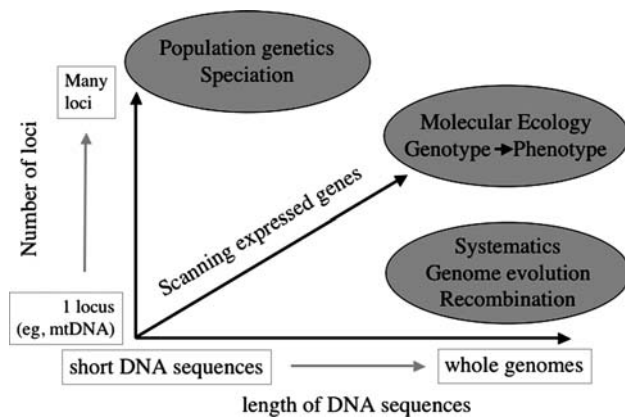 Population genetics
Speciation
Many
loci
Molecular Ecology
Genotype → Phenotype
Number of loci
Scanning expressed genes
Systematics
Genome evolution
Recombination
1 locus
(eg, mtDNA)
short DNA sequences
whole genomes
length of DNA sequences